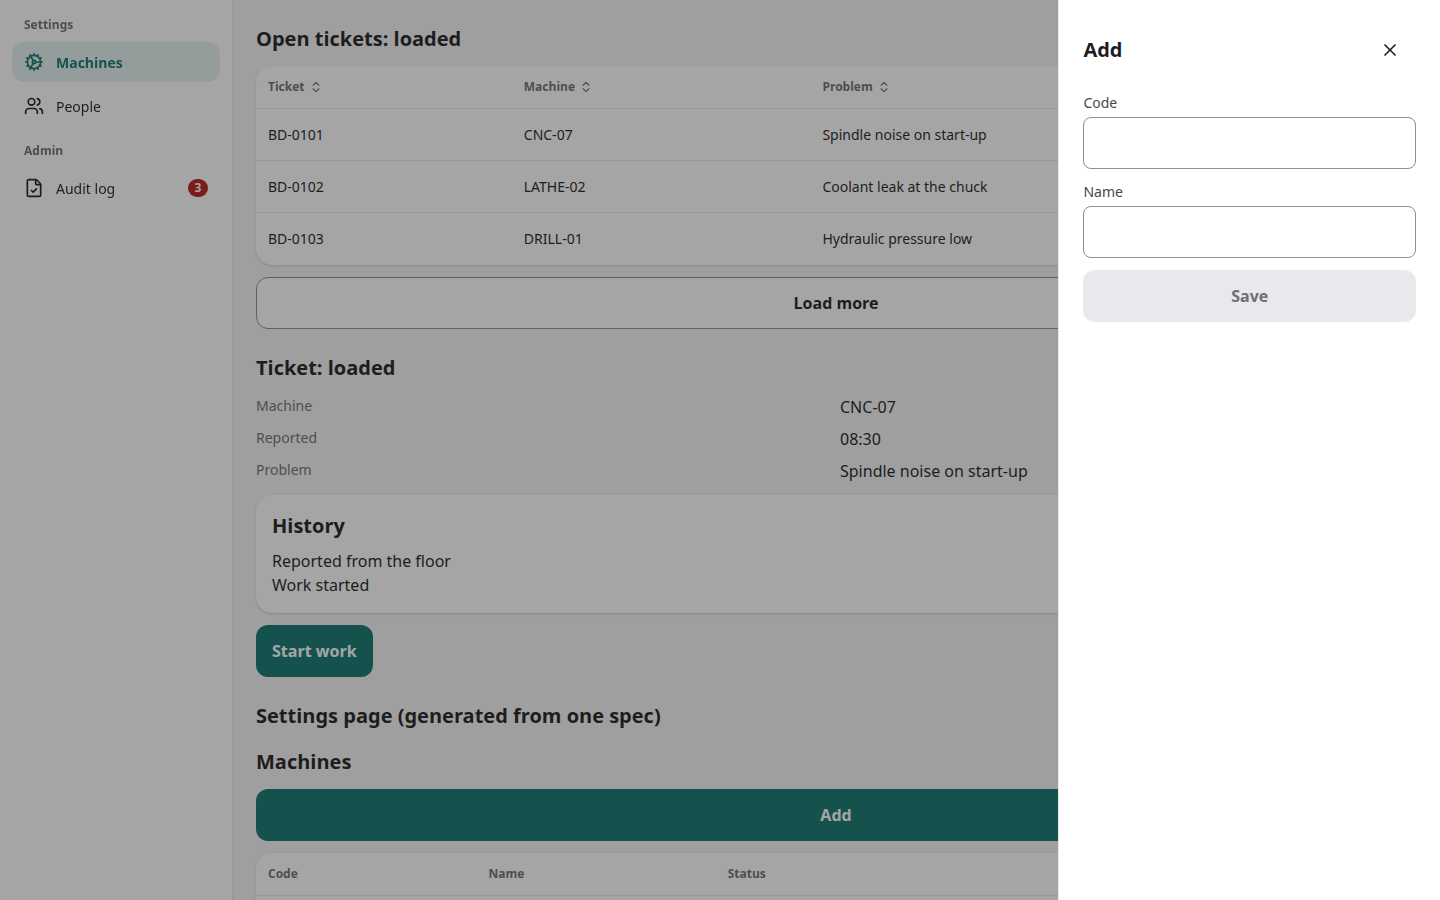 Settings
Machines
People
Admin
Audit log 3
Open tickets: loaded
Ticket Machine Problem
BD-0101 CNC-07 Spindle noise on start-up
BD-0102 LATHE-02 Coolant leak at the chuck
BD-0103 DRILL-01 Hydraulic pressure low
Load more
Ticket: loaded
Machine CNC-07
Reported 08:30
Problem Spindle noise on start-up
History
Reported from the floor
Work started
Start work
Settings page (generated from one spec)
Machines
Add
Code Name Status
Add
Code
Name
Save